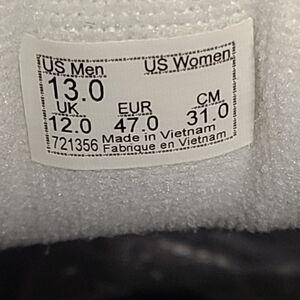 US Men US Women
13.0
UK EUR CM
12.0 47.0 31.0
721356 Made in Vietnam
Fabrique en Vietnam